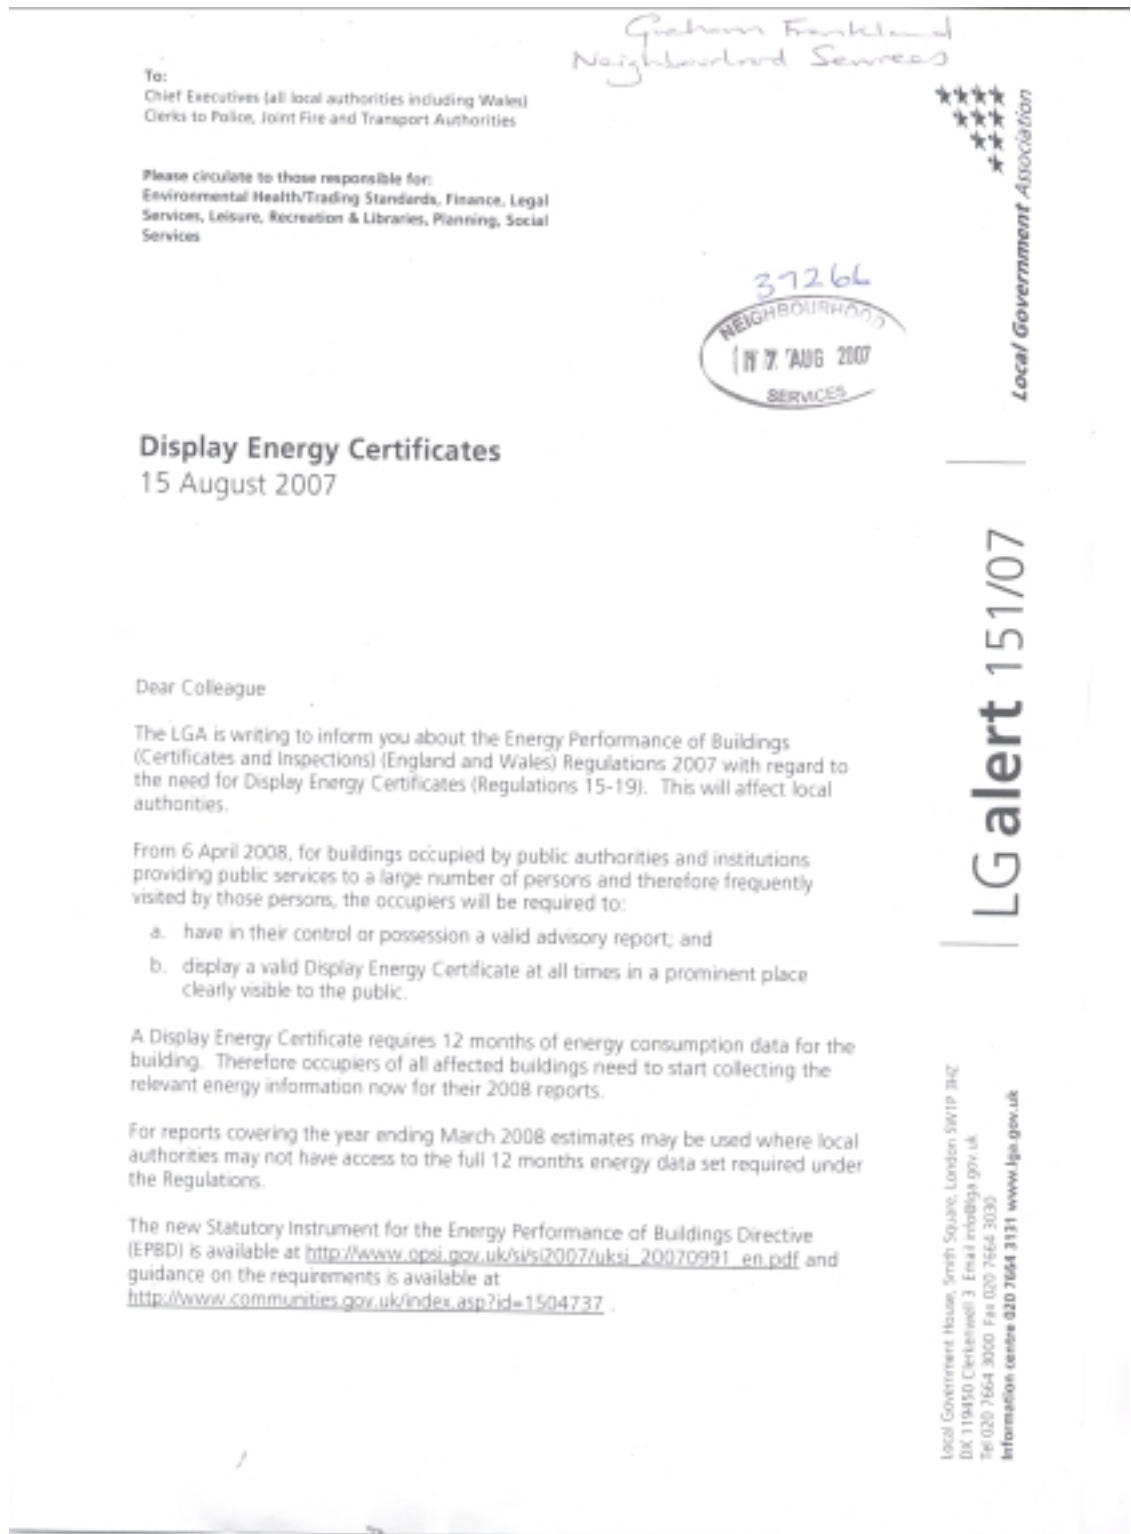 Graham Frankland
Neighbourhood Services
To:
Chief Executives (all local authorities including Wales)
Clerks to Police, Joint Fire and Transport Authorities
Please circulate to those responsible for:
Environmental Health/Trading Standards, Finance, Legal
Services, Leisure, Recreation & Libraries, Planning, Social
Services
Local Government Association
37266
NEIGHBOURHOOD
17 AUG 2007
SERVICES
Display Energy Certificates
15 August 2007
LG alert 151/07
Dear Colleague
The LGA is writing to inform you about the Energy Performance of Buildings
(Certificates and Inspections) (England and Wales) Regulations 2007 with regard to
the need for Display Energy Certificates (Regulations 15-19). This will affect local
authorities.
From 6 April 2008, for buildings occupied by public authorities and institutions
providing public services to a large number of persons and therefore frequently
visited by those persons, the occupiers will be required to:
a. have in their control or possession a valid advisory report; and
b. display a valid Display Energy Certificate at all times in a prominent place
clearly visible to the public.
A Display Energy Certificate requires 12 months of energy consumption data for the
building. Therefore occupiers of all affected buildings need to start collecting the
relevant energy information now for their 2008 reports.
For reports covering the year ending March 2008 estimates may be used where local
authorities may not have access to the full 12 months energy data set required under
the Regulations.
The new Statutory Instrument for the Energy Performance of Buildings Directive
(EPBD) is available at http://www.opsi.gov.uk/si/si2007/uksi_20070991_en.pdf and
guidance on the requirements is available at
http://www.communities.gov.uk/index.asp?id=1504737 .
Local Government House, Smith Square, London SW1P 3HZ
DX 119450 Clerkenwell 3 Email info@lga.gov.uk
Tel 020 7664 3000 Fax 020 7664 3030
Information centre 020 7664 3131 www.lga.gov.uk